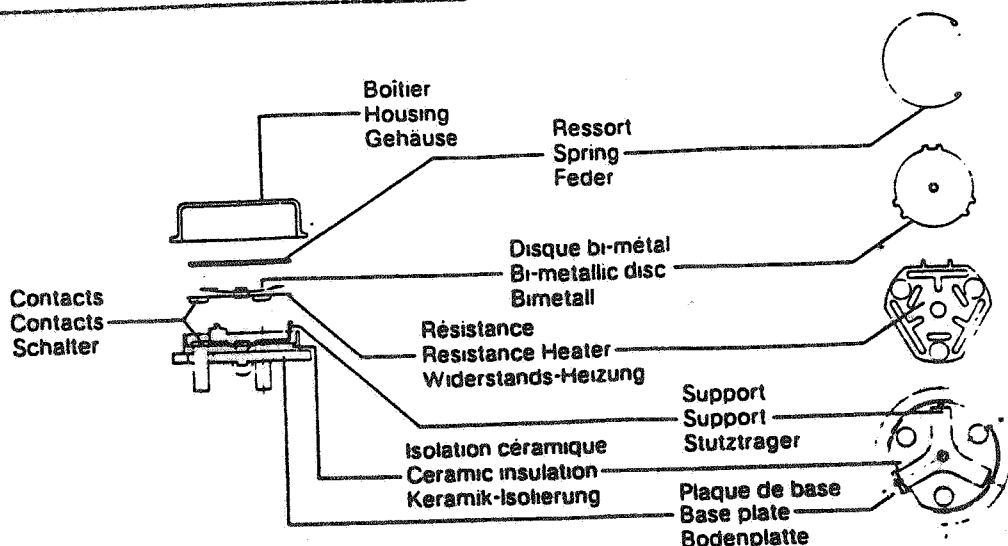 Boîtier
Housing
Gehäuse
Ressort
Spring
Feder
Disque bi-métal
Bi-metallic disc
Bimetall
Contacts
Contacts
Schalter
Résistance
Resistance Heater
Widerstands-Heizung
Support
Support
Stutztrager
Isolation céramique
Ceramic insulation
Keramik-Isolierung
Plaque de base
Base plate
Bodenplatte